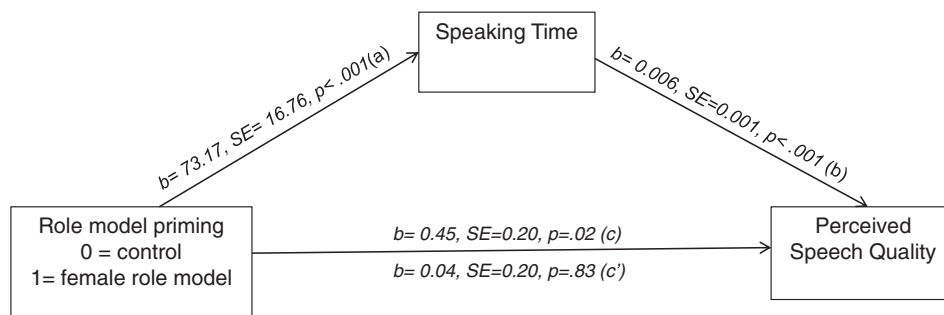 Speaking Time
b= 73.17, SE= 16.76, p< .001(a)
b= 0.006, SE=0.001, p< .001 (b)
Role model priming
0 = control
1= female role model
b= 0.45, SE=0.20, p=.02 (c)
b= 0.04, SE=0.20, p=.83 (c')
Perceived
Speech Quality